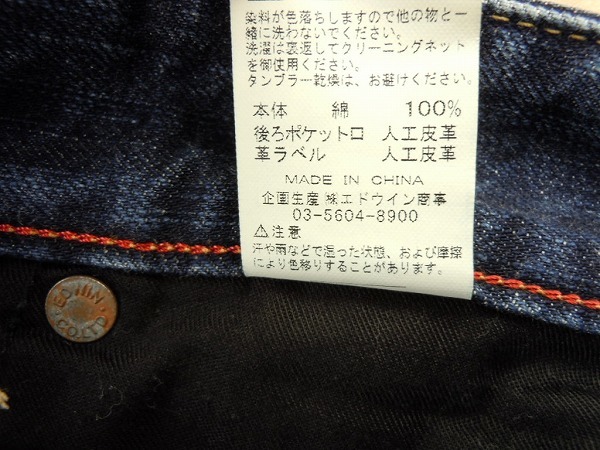 染料が色落ちしますので他の物と一
緒に洗わないでください。
洗濯は裏返してクリーニングネット
を御使用ください。
タンブラー乾燥は、お避けください。
本体 綿 100%
後ろポケット口 人工皮革
革ラベル 人工皮革
MADE IN CHINA
企画生産 ㈱エドウイン商事
03-5604-8900
⚠注意
汗や雨などで湿った状態、および摩擦
により色移りすることがあります。
EDWIN
CO.,LTD